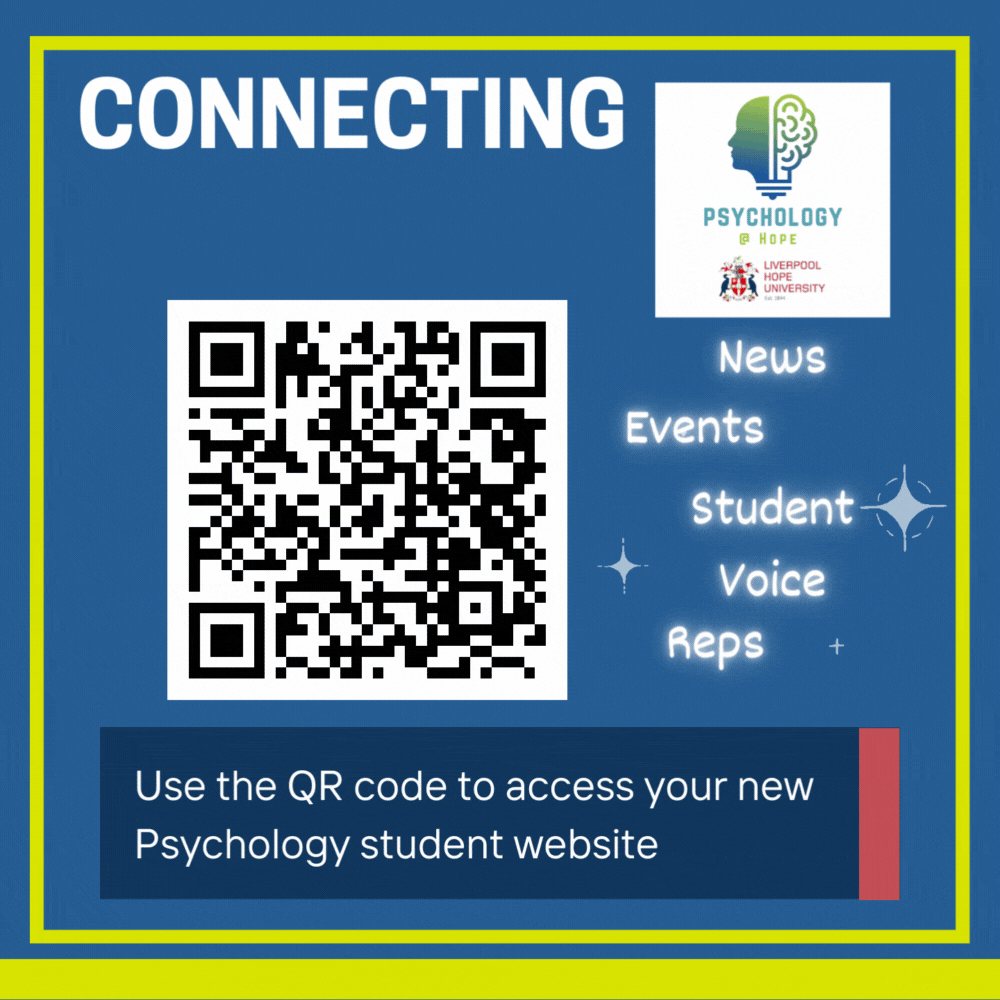 CONNECTING
PSYCHOLOGY
@ HOPE
LIVERPOOL
HOPE
UNIVERSITY
Est. 1844
News
Events
Student
Voice
Reps
Use the QR code to access your new
Psychology student website